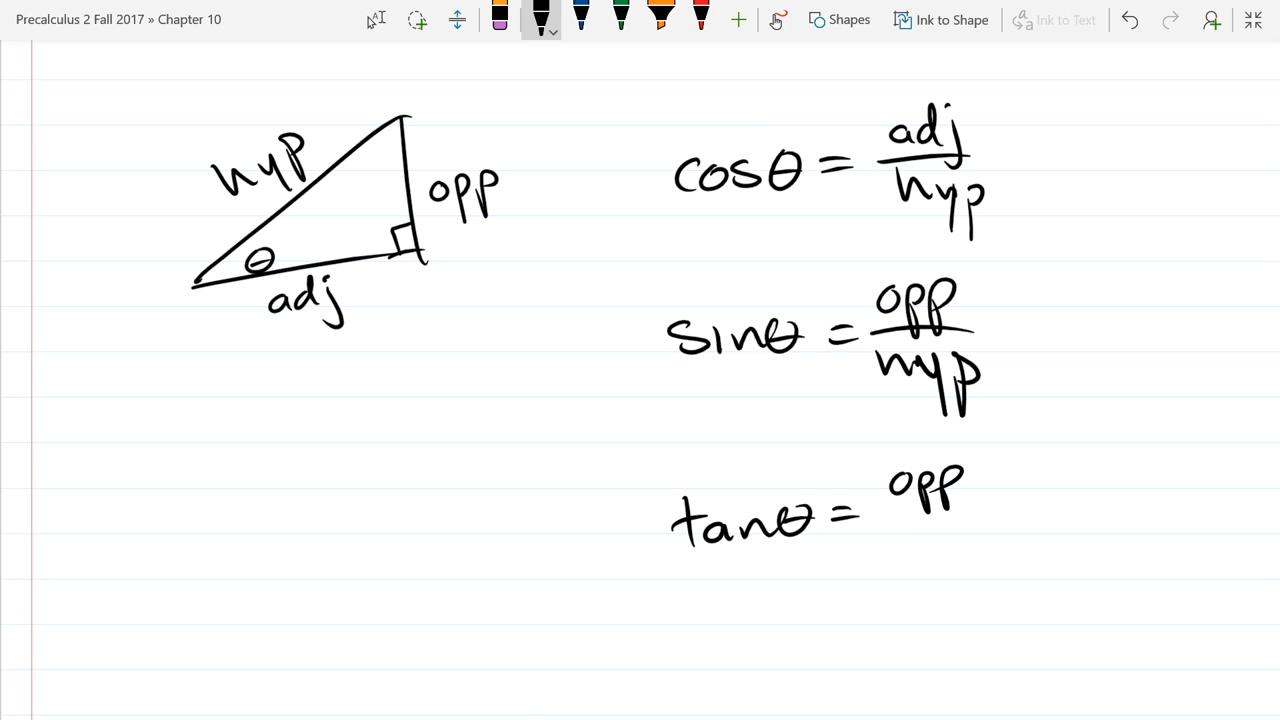 Precalculus 2 Fall 2017 » Chapter 10
Shapes
Ink to Shape
Ink to Text
hyp
opp
θ
adj
cosθ = adj
hyp
sinθ = opp
hyp
tanθ = opp